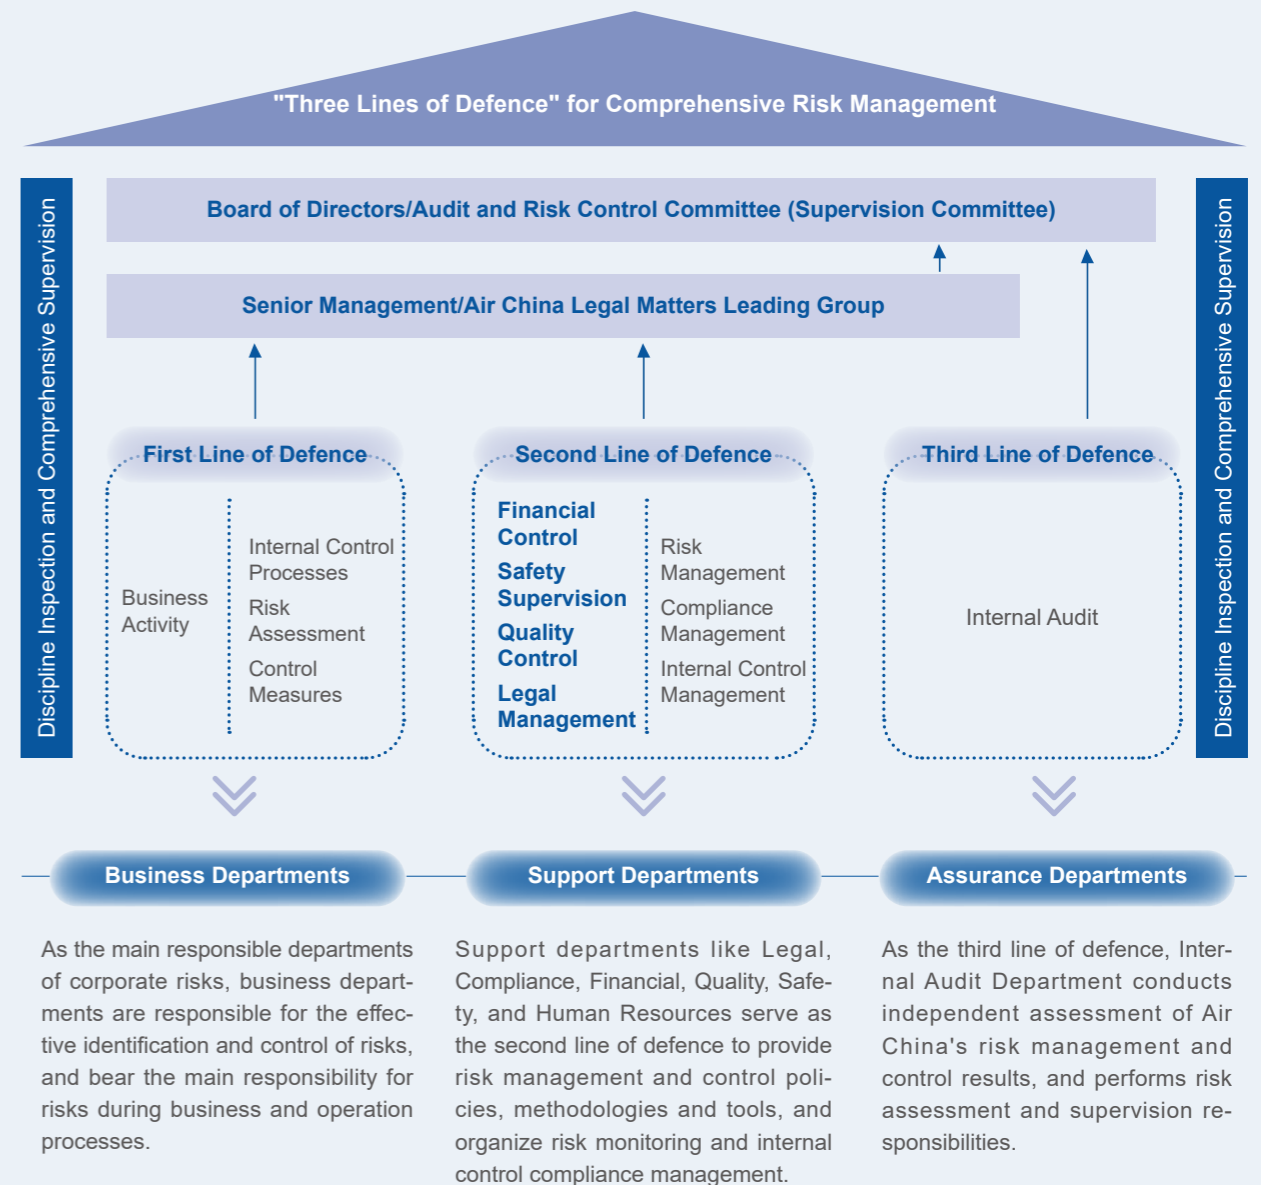 "Three Lines of Defence" for Comprehensive Risk Management
Discipline Inspection and Comprehensive Supervision
Board of Directors/Audit and Risk Control Committee (Supervision Committee)
Senior Management/Air China Legal Matters Leading Group
Discipline Inspection and Comprehensive Supervision
First Line of Defence
Business
Activity
Internal Control
Processes
Risk
Assessment
Control
Measures
Second Line of Defence
Financial
Control
Safety
Supervision
Quality
Control
Legal
Management
Risk
Management
Compliance
Management
Internal Control
Management
Third Line of Defence
Internal Audit
Business Departments
As the main responsible departments
of corporate risks, business depart-
ments are responsible for the effec-
tive identification and control of risks,
and bear the main responsibility for
risks during business and operation
processes.
Support Departments
Support departments like Legal,
Compliance, Financial, Quality, Safe-
ty, and Human Resources serve as
the second line of defence to provide
risk management and control poli-
cies, methodologies and tools, and
organize risk monitoring and internal
control compliance management.
Assurance Departments
As the third line of defence, Inter-
nal Audit Department conducts
independent assessment of Air
China's risk management and
control results, and performs risk
assessment and supervision re-
sponsibilities.